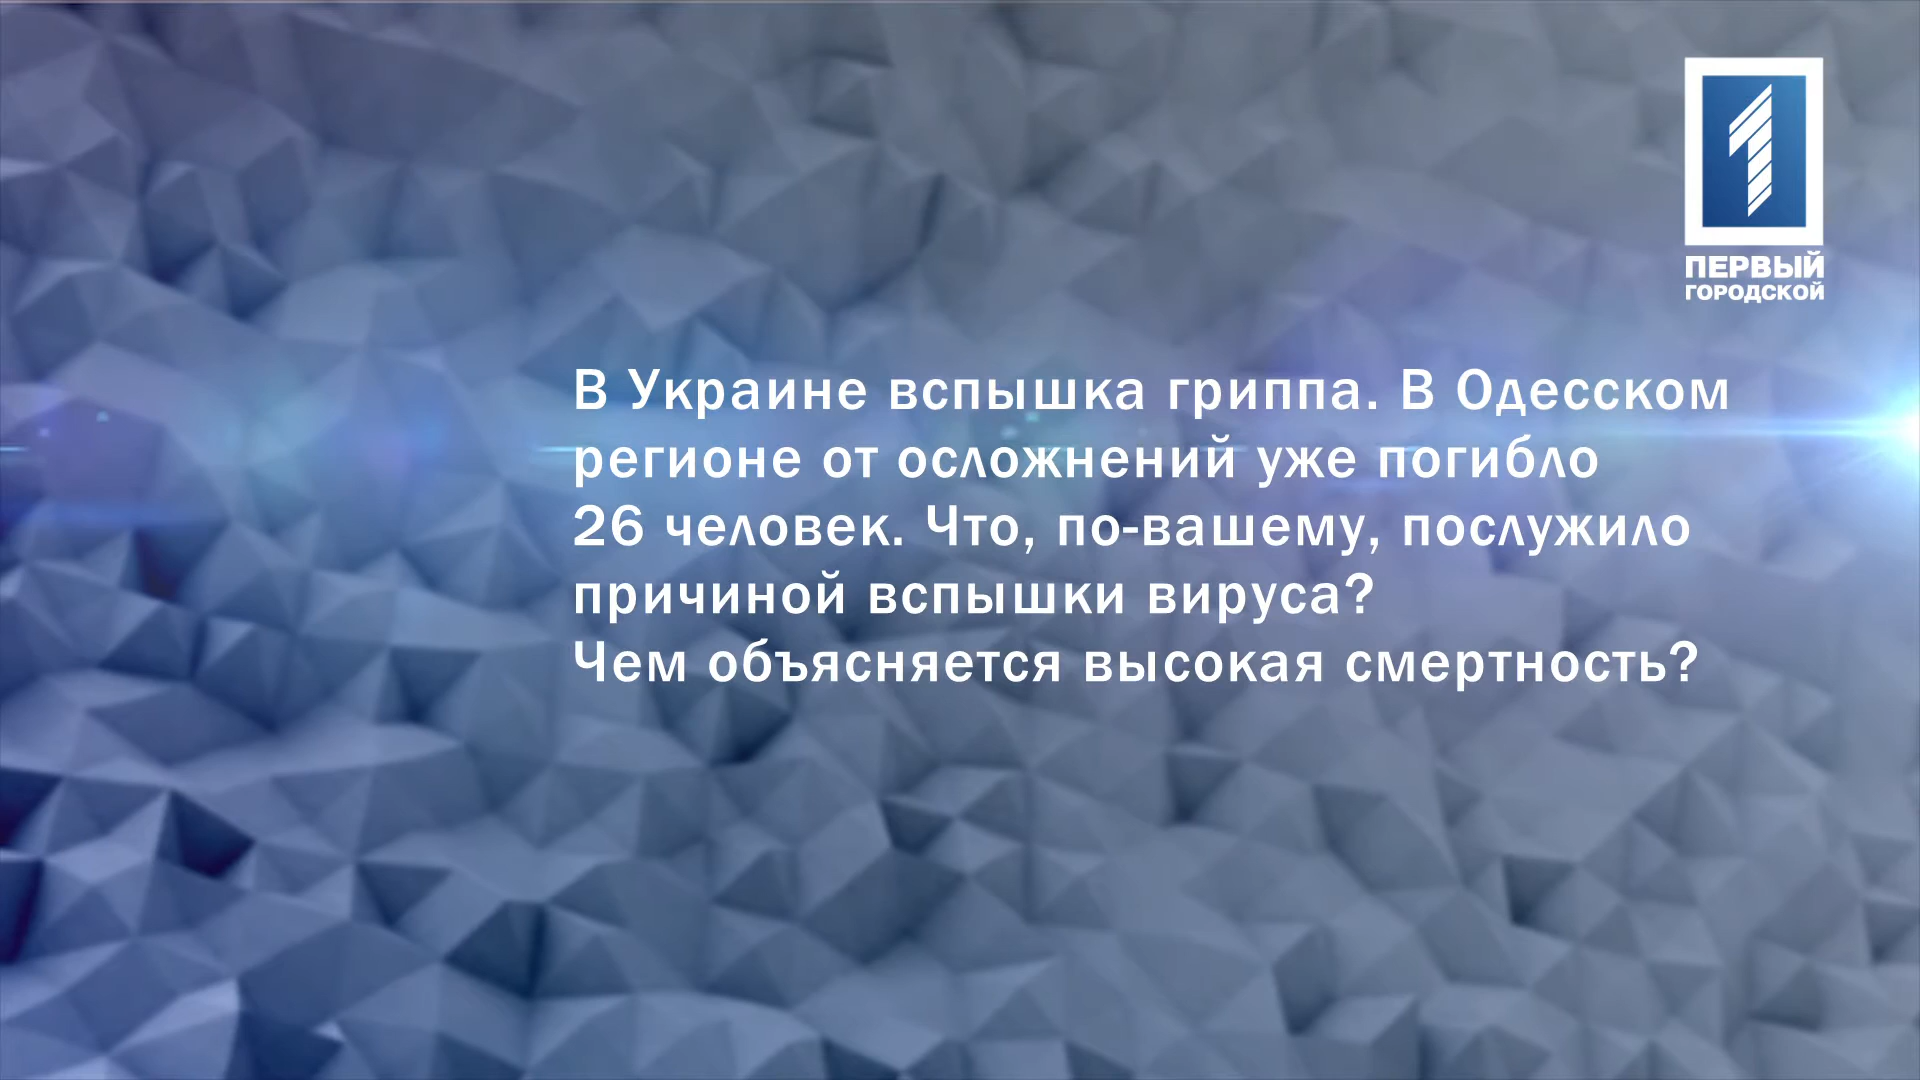 ПЕРВЫЙ
ГОРОДСКОЙ
В Украине вспышка гриппа. В Одесском
регионе от осложнений уже погибло
26 человек. Что, по-вашему, послужило
причиной вспышки вируса?
Чем объясняется высокая смертность?